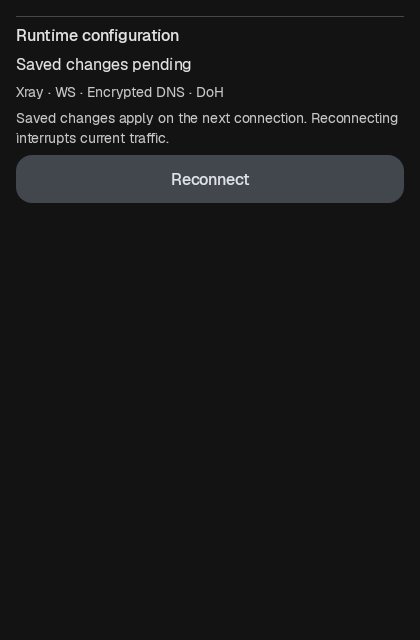 Runtime configuration
Saved changes pending
Xray · WS · Encrypted DNS · DoH
Saved changes apply on the next connection. Reconnecting
interrupts current traffic.
Reconnect